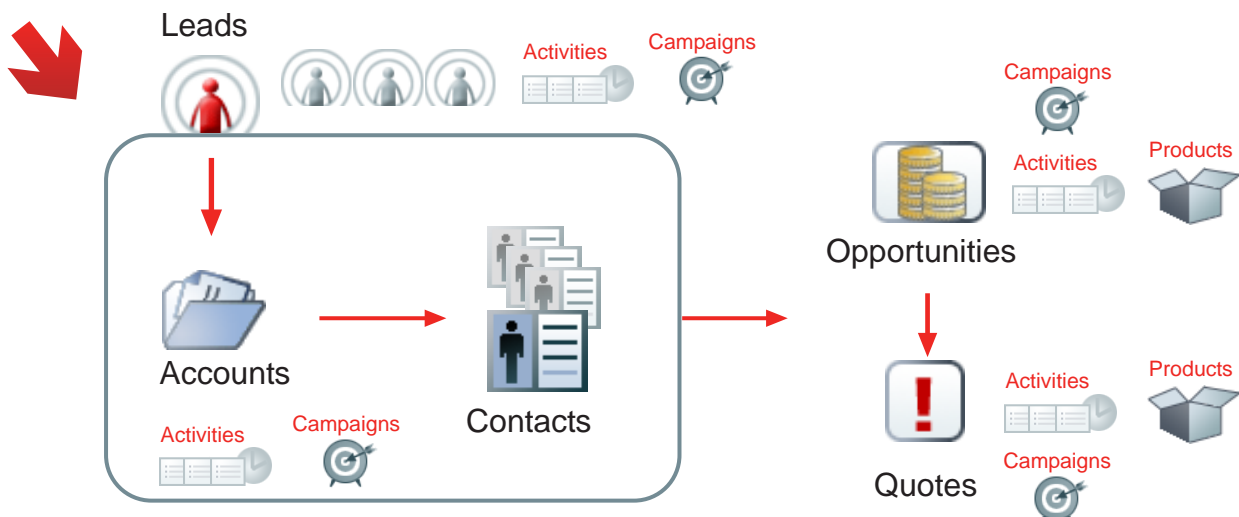 Leads
Activities
Campaigns
Accounts
Activities
Campaigns
Contacts
Campaigns
Activities
Products
Opportunities
Activities
Products
Quotes
Campaigns